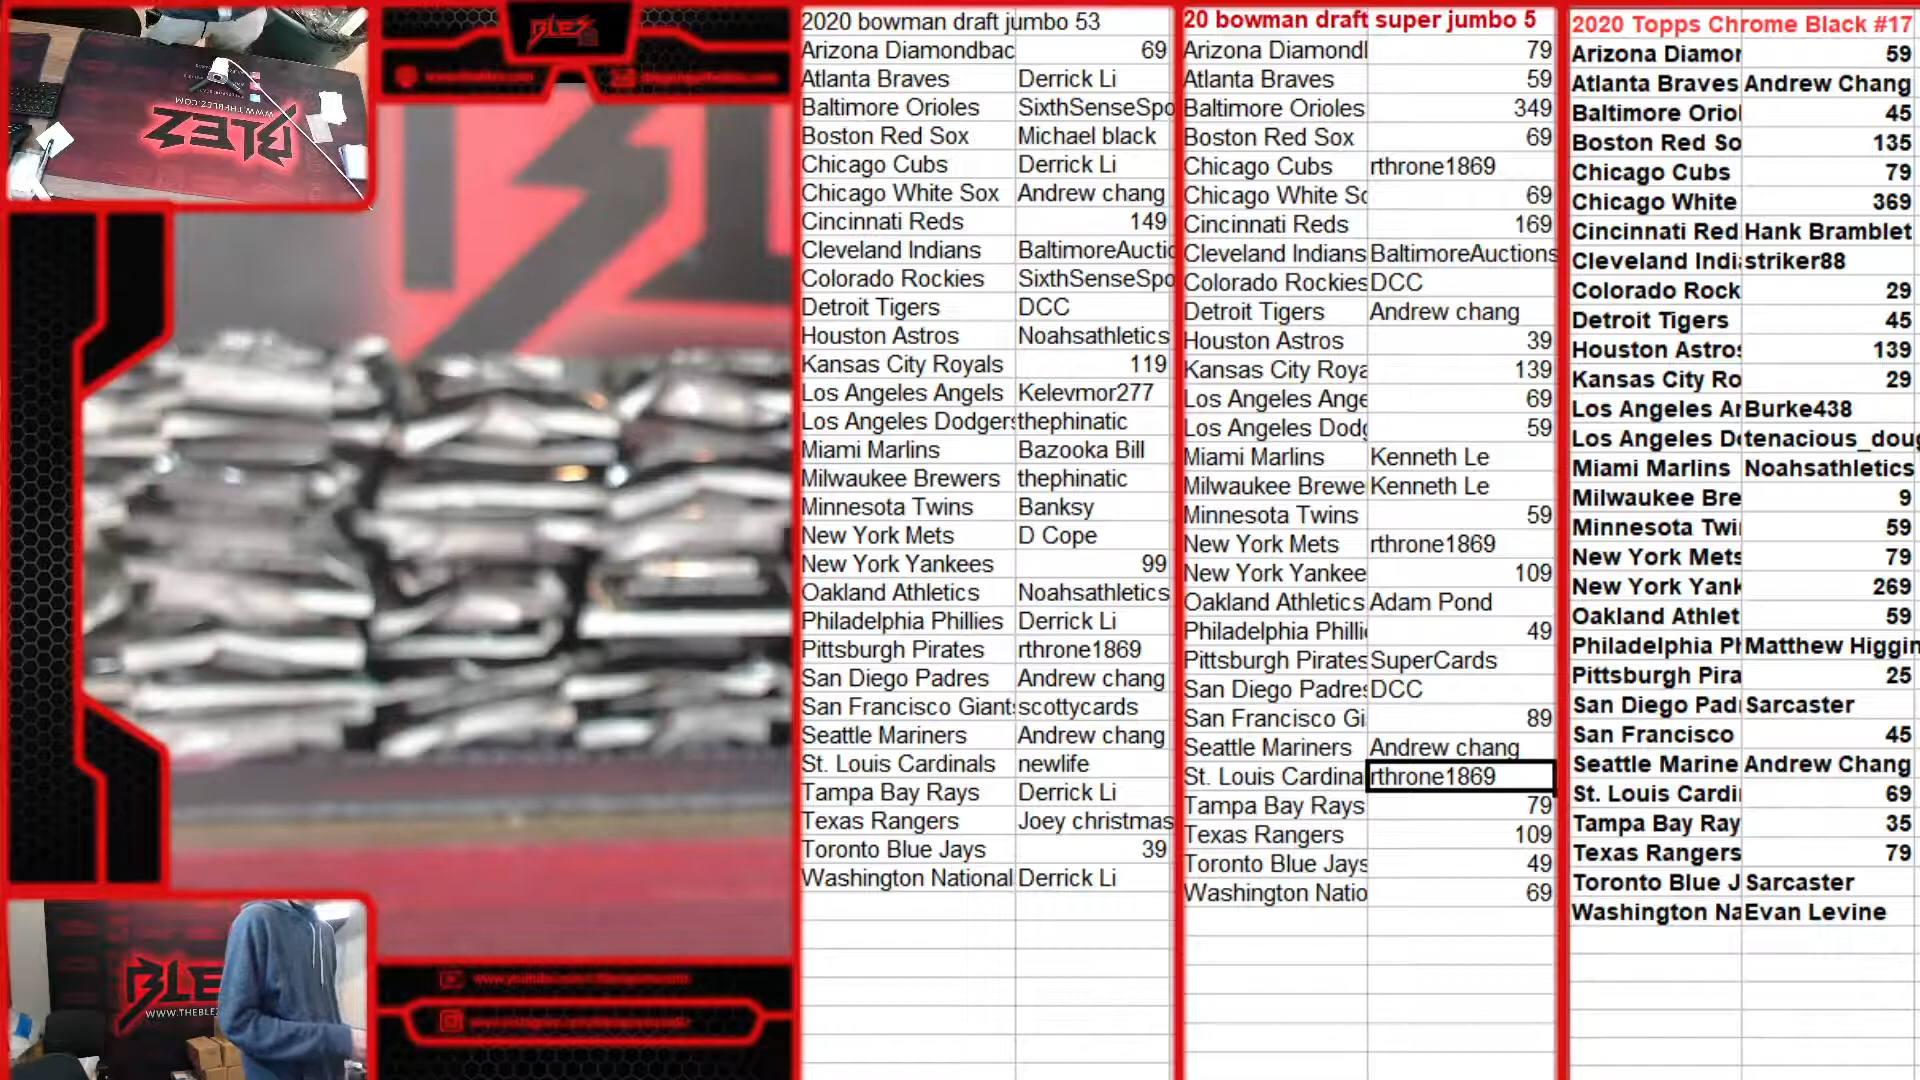 BLEZ
WWW.THEBLEZ.COM
BLEZ
2020 bowman draft jumbo 53
Arizona Diamondbac 69
Atlanta Braves Derrick Li
Baltimore Orioles SixthSenseSpo
Boston Red Sox Michael black
Chicago Cubs Derrick Li
Chicago White Sox Andrew chang
Cincinnati Reds 149
Cleveland Indians BaltimoreAuctic
Colorado Rockies SixthSenseSpo
Detroit Tigers DCC
Houston Astros Noahsathletics
Kansas City Royals 119
Los Angeles Angels Kelevmor277
Los Angeles Dodgers thephinatic
Miami Marlins Bazooka Bill
Milwaukee Brewers thephinatic
Minnesota Twins Banksy
New York Mets D Cope
New York Yankees 99
Oakland Athletics Noahsathletics
Philadelphia Phillies Derrick Li
Pittsburgh Pirates rthrone1869
San Diego Padres Andrew chang
San Francisco Giants scottycards
Seattle Mariners Andrew chang
St. Louis Cardinals newlife
Tampa Bay Rays Derrick Li
Texas Rangers Joey christmas
Toronto Blue Jays 39
Washington National Derrick Li
20 bowman draft super jumbo 5
Arizona Diamond 79
Atlanta Braves 59
Baltimore Orioles 349
Boston Red Sox 69
Chicago Cubs rthrone1869
Chicago White So 69
Cincinnati Reds 169
Cleveland Indians BaltimoreAuctions
Colorado Rockies DCC
Detroit Tigers Andrew chang
Houston Astros 39
Kansas City Roya 139
Los Angeles Ange 69
Los Angeles Dodg 59
Miami Marlins Kenneth Le
Milwaukee Brewe Kenneth Le
Minnesota Twins 59
New York Mets rthrone1869
New York Yankee 109
Oakland Athletics Adam Pond
Philadelphia Philli 49
Pittsburgh Pirates SuperCards
San Diego Padres DCC
San Francisco Gi 89
Seattle Mariners Andrew chang
St. Louis Cardina rthrone1869
Tampa Bay Rays 79
Texas Rangers 109
Toronto Blue Jays 49
Washington Natio 69
2020 Topps Chrome Black #17
Arizona Diamor 59
Atlanta Braves Andrew Chang
Baltimore Oriol 45
Boston Red So 135
Chicago Cubs 79
Chicago White 369
Cincinnati Red Hank Bramblet
Cleveland Indi striker88
Colorado Rock 29
Detroit Tigers 45
Houston Astros 139
Kansas City Ro 29
Los Angeles A Burke438
Los Angeles D tenacious_doug
Miami Marlins Noahsathletics
Milwaukee Bre 9
Minnesota Twi 59
New York Mets 79
New York Yank 269
Oakland Athlet 59
Philadelphia P Matthew Higgin
Pittsburgh Pira 25
San Diego Pad Sarcaster
San Francisco 45
Seattle Marine Andrew Chang
St. Louis Cardi 69
Tampa Bay Ray 35
Texas Rangers 79
Toronto Blue J Sarcaster
Washington Na Evan Levine
BLE
WWW.THEBLEZ